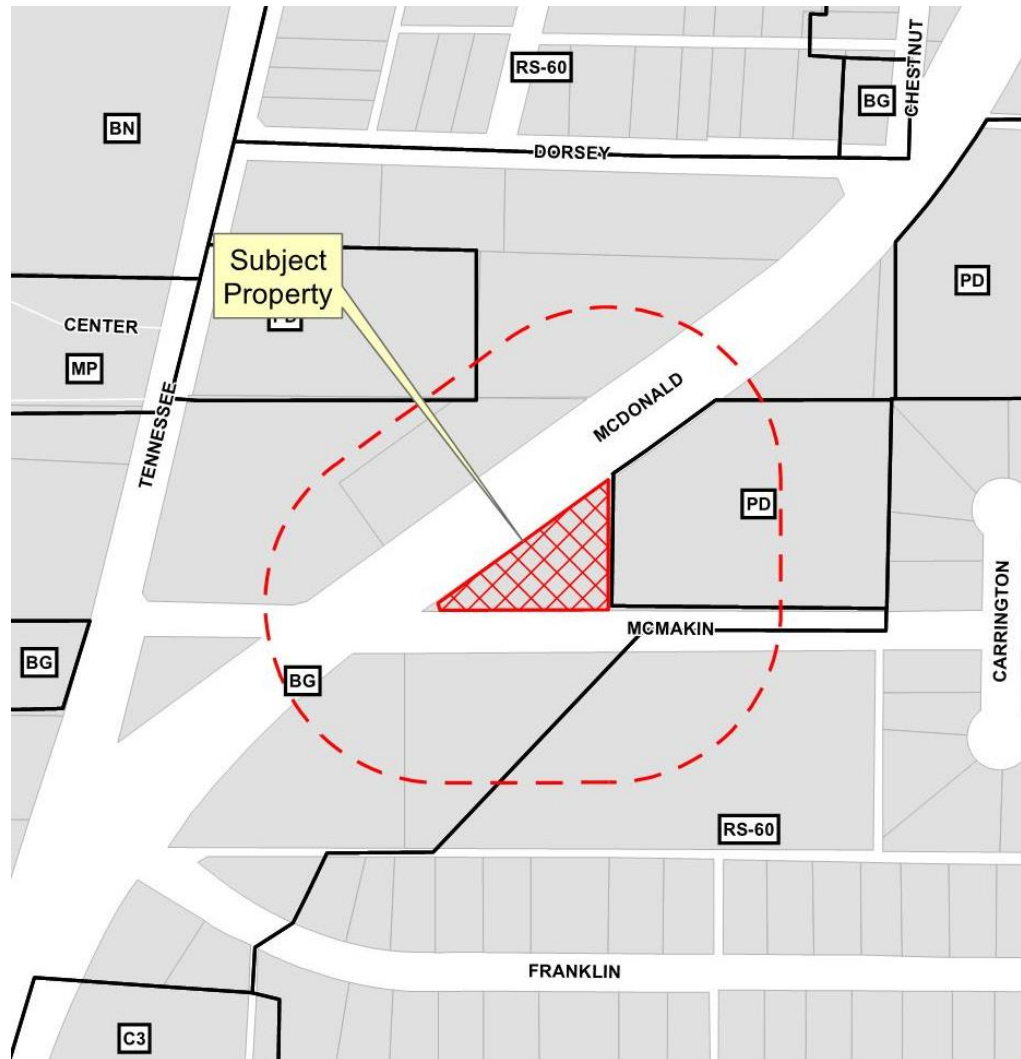 RS-60
BG
CHESTNUT
BN
DORSEY
Subject
Property
PD
PD
CENTER
MP
TENNESSEE
MCDONALD
PD
MCMAKIN
CARRINGTON
BG
BG
RS-60
FRANKLIN
C3